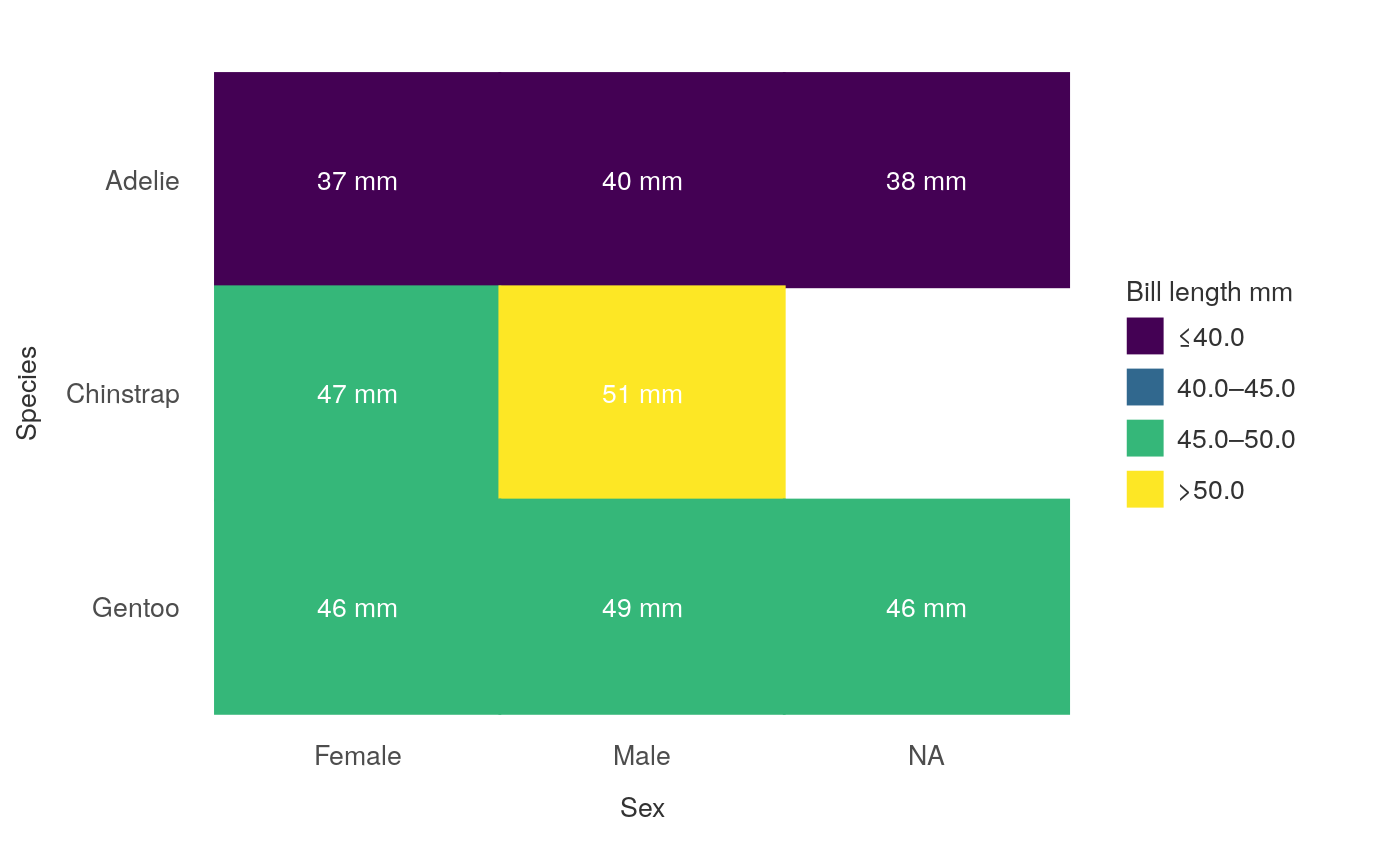 Adelie
37 mm
40 mm
38 mm
Species
Chinstrap
47 mm
51 mm
Gentoo
46 mm
49 mm
46 mm
Female
Male
NA
Sex
Bill length mm
≤40.0
40.0–45.0
45.0–50.0
>50.0